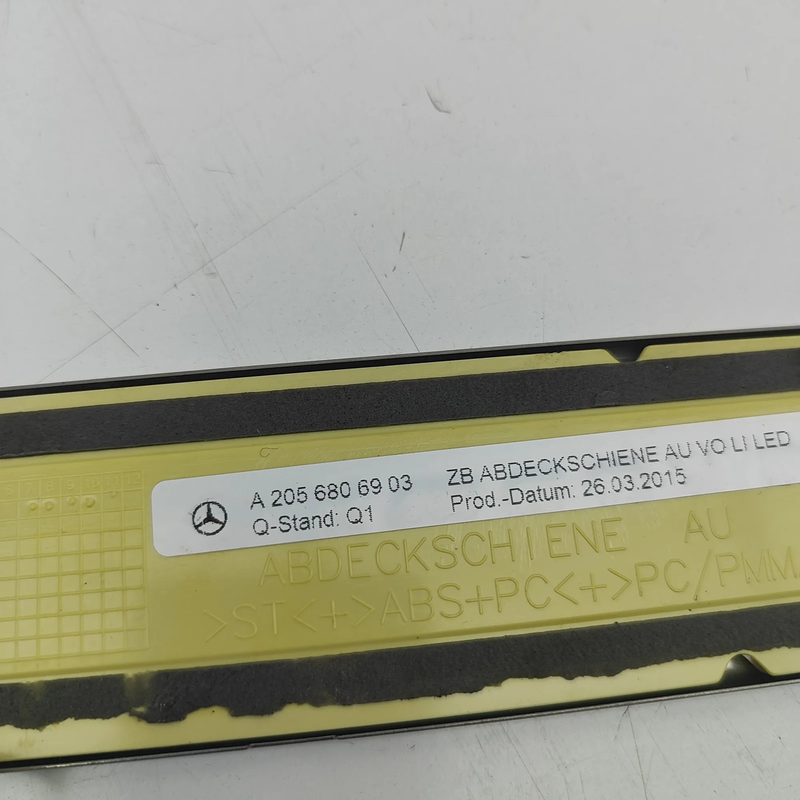 A 205 680 69 03 ZB ABDECKSCHIENE AU VO LI LED
Q-Stand: Q1 Prod.-Datum: 26.03.2015
ABDECKSCHIENE AU
>ST<+>ABS+PC<+>PC/PMMA